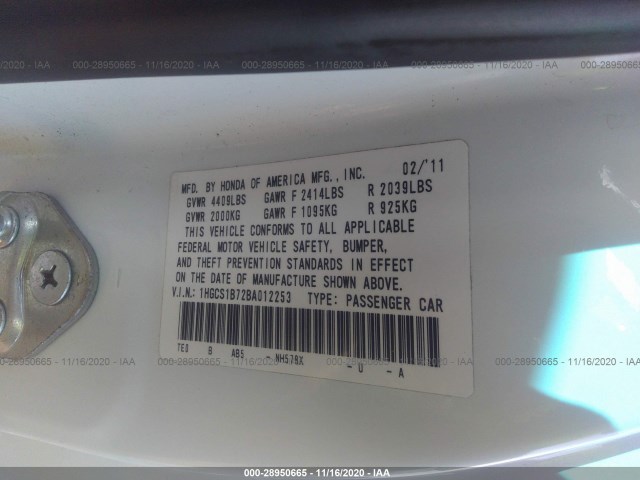 000-28950665 - 11/16/2020 - IAA
MFD. BY HONDA OF AMERICA MFG., INC. 02/'11
GVWR 4409LBS GAWR F 2414LBS R 2039LBS
GVWR 2000KG GAWR F 1095KG R 925KG
THIS VEHICLE CONFORMS TO ALL APPLICABLE
FEDERAL MOTOR VEHICLE SAFETY, BUMPER,
AND THEFT PREVENTION STANDARDS IN EFFECT
ON THE DATE OF MANUFACTURE SHOWN ABOVE.
V.I.N.: 1HGCS1B72BA012253 TYPE: PASSENGER CAR
TE0 B AB5 - NH578X - U - A
000-28950665 - 11/16/2020 - IAA